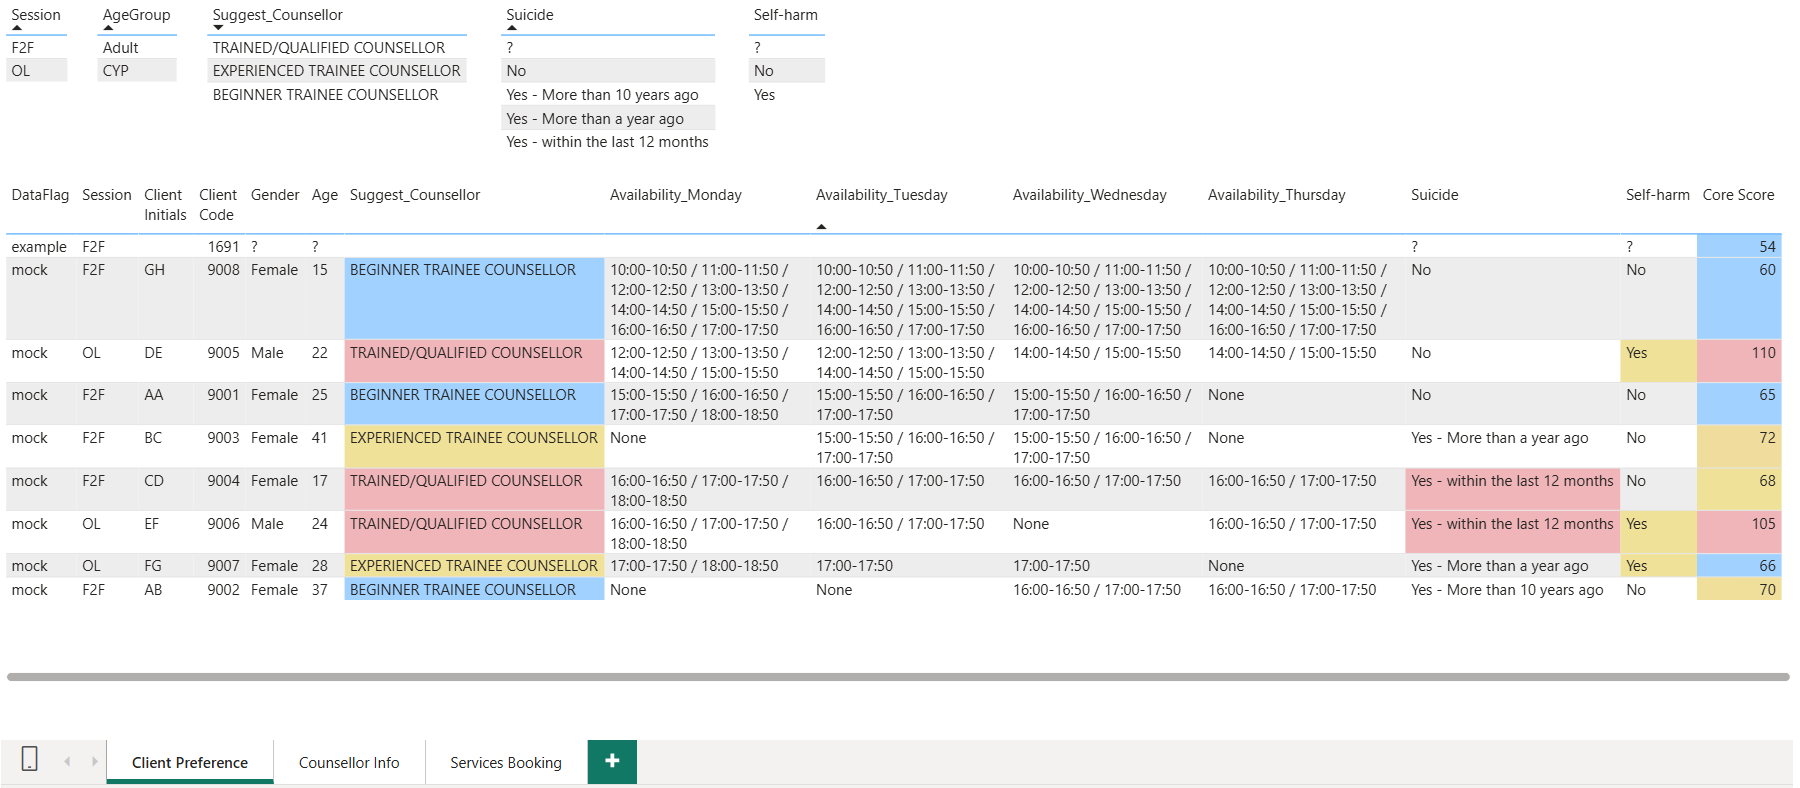 Session AgeGroup Suggest_Counsellor Suicide Self-harm
F2F Adult TRAINED/QUALIFIED COUNSELLOR ? ?
OL CYP EXPERIENCED TRAINEE COUNSELLOR No No
BEGINNER TRAINEE COUNSELLOR Yes - More than 10 years ago Yes
Yes - More than a year ago
Yes - within the last 12 months
DataFlag Session Client Client Gender Age Suggest_Counsellor Availability_Monday Availability_Tuesday Availability_Wednesday Availability_Thursday Suicide Self-harm Core Score
Initials Code
example F2F 1691 ? ? ? ? 54
mock F2F GH 9008 Female 15 BEGINNER TRAINEE COUNSELLOR 10:00-10:50 / 11:00-11:50 / 10:00-10:50 / 11:00-11:50 / 10:00-10:50 / 11:00-11:50 / 10:00-10:50 / 11:00-11:50 / No No 60
12:00-12:50 / 13:00-13:50 / 12:00-12:50 / 13:00-13:50 / 12:00-12:50 / 13:00-13:50 / 12:00-12:50 / 13:00-13:50 /
14:00-14:50 / 15:00-15:50 / 14:00-14:50 / 15:00-15:50 / 14:00-14:50 / 15:00-15:50 / 14:00-14:50 / 15:00-15:50 /
16:00-16:50 / 17:00-17:50 16:00-16:50 / 17:00-17:50 16:00-16:50 / 17:00-17:50 16:00-16:50 / 17:00-17:50
mock OL DE 9005 Male 22 TRAINED/QUALIFIED COUNSELLOR 12:00-12:50 / 13:00-13:50 / 12:00-12:50 / 13:00-13:50 / 14:00-14:50 / 15:00-15:50 14:00-14:50 / 15:00-15:50 No Yes 110
14:00-14:50 / 15:00-15:50 14:00-14:50 / 15:00-15:50
mock F2F AA 9001 Female 25 BEGINNER TRAINEE COUNSELLOR 15:00-15:50 / 16:00-16:50 / 15:00-15:50 / 16:00-16:50 / 15:00-15:50 / 16:00-16:50 / None No No 65
17:00-17:50 / 18:00-18:50 17:00-17:50 17:00-17:50
mock F2F BC 9003 Female 41 EXPERIENCED TRAINEE COUNSELLOR None 15:00-15:50 / 16:00-16:50 / 15:00-15:50 / 16:00-16:50 / None Yes - More than a year ago No 72
17:00-17:50 17:00-17:50
mock F2F CD 9004 Female 17 TRAINED/QUALIFIED COUNSELLOR 16:00-16:50 / 17:00-17:50 / 16:00-16:50 / 17:00-17:50 16:00-16:50 / 17:00-17:50 16:00-16:50 / 17:00-17:50 Yes - within the last 12 months No 68
18:00-18:50
mock OL EF 9006 Male 24 TRAINED/QUALIFIED COUNSELLOR 16:00-16:50 / 17:00-17:50 / 16:00-16:50 / 17:00-17:50 None 16:00-16:50 / 17:00-17:50 Yes - within the last 12 months Yes 105
18:00-18:50
mock OL FG 9007 Female 28 EXPERIENCED TRAINEE COUNSELLOR 17:00-17:50 / 18:00-18:50 17:00-17:50 17:00-17:50 None Yes - More than a year ago Yes 66
mock F2F AB 9002 Female 37 BEGINNER TRAINEE COUNSELLOR None None 16:00-16:50 / 17:00-17:50 16:00-16:50 / 17:00-17:50 Yes - More than 10 years ago No 70
Client Preference Counsellor Info Services Booking